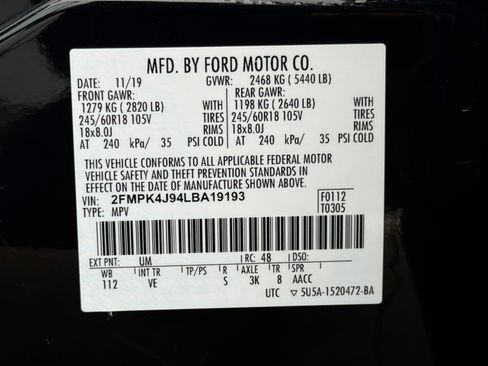 MFD. BY FORD MOTOR CO.
DATE: 11/19 GVWR: 2468 KG ( 5440 LB)
FRONT GAWR: REAR GAWR:
1279 KG ( 2820 LB) WITH 1198 KG ( 2640 LB) WITH
245/60R18 105V TIRES 245/60R18 105V TIRES
18x8.0J RIMS 18x8.0J RIMS
AT 240 kPa/ 35 PSI COLD AT 240 kPa/ 35 PSI COLD
THIS VEHICLE CONFORMS TO ALL APPLICABLE FEDERAL MOTOR
VEHICLE SAFETY AND THEFT PREVENTION STANDARDS IN
EFFECT ON THE DATE OF MANUFACTURE SHOWN ABOVE.
VIN: 2FMPK4J94LBA19193 F0112
TYPE: MPV T0305
EXT PNT: UM RC: 48 DSO:
WB INT TR TP/PS R AXLE TR SPR
112 VE S 3K 8 AACC
UTC ▽5U5A-1520472-BA